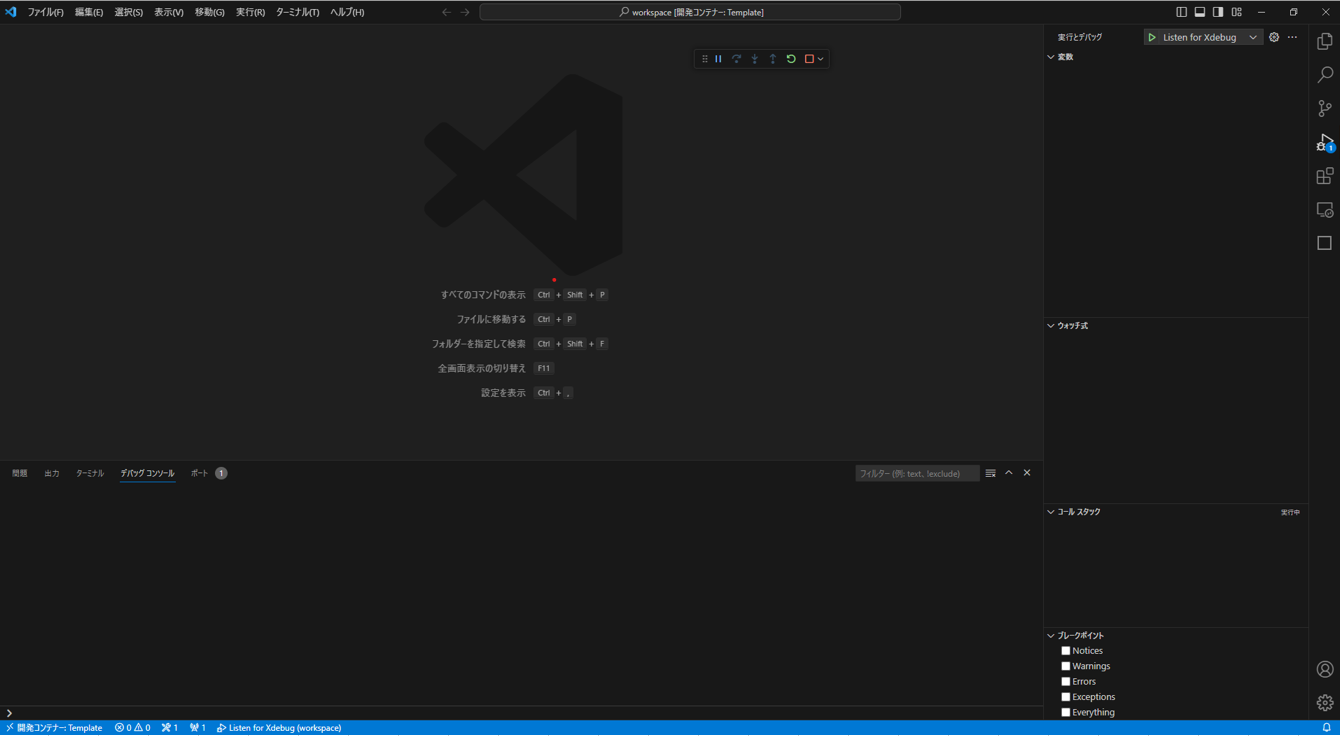 ファイル(F) 編集(E) 選択(S) 表示(V) 移動(G) 実行(R) ターミナル(T) ヘルプ(H)
workspace [開発コンテナー: Template]
実行とデバッグ
Listen for Xdebug
変数
すべてのコマンドの表示 Ctrl + Shift + P
ファイルに移動する Ctrl + P
フォルダーを指定して検索 Ctrl + Shift + F
全画面表示の切り替え F11
設定を表示 Ctrl + ,
ウォッチ式
問題 出力 ターミナル デバッグ コンソール ポート 1
フィルター (例: text、!exclude)
コール スタック 実行中
ブレークポイント
Notices
Warnings
Errors
Exceptions
Everything
1
開発コンテナー: Template 0 0 1 1 Listen for Xdebug (workspace)